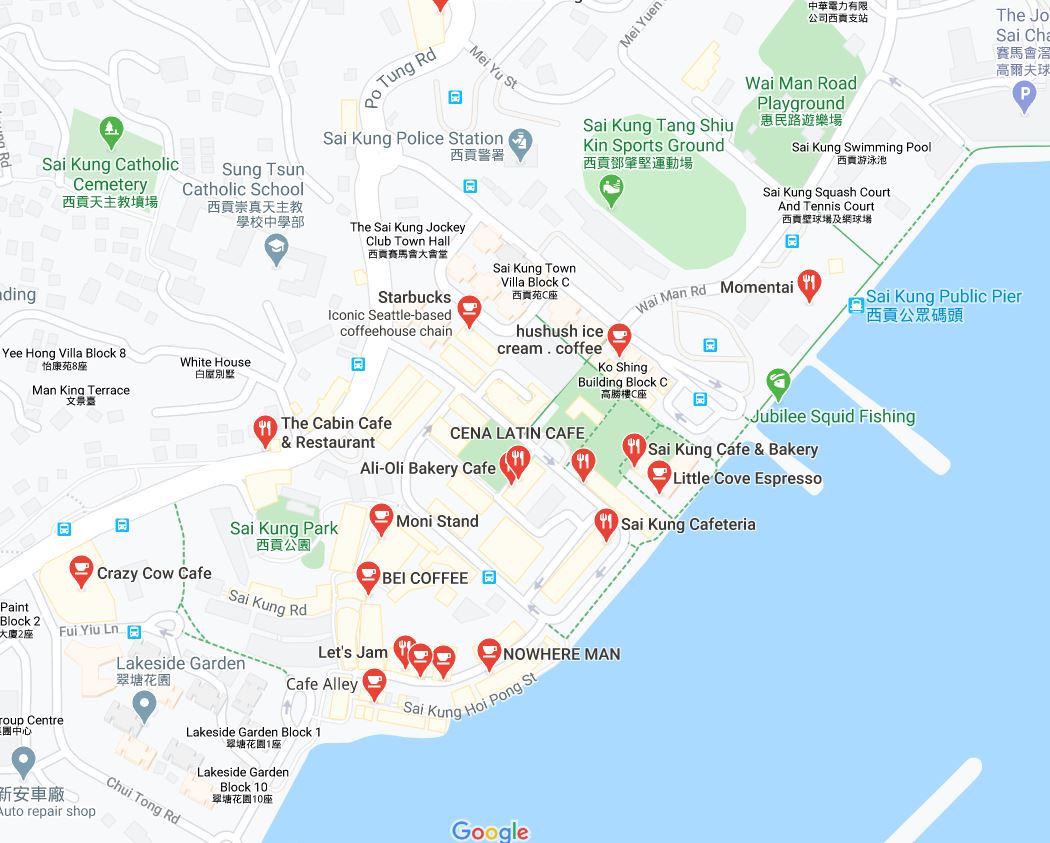 中華電力有限
公司西貢支站
The Jo
Sai Cha
賽馬會滘
高爾夫球
Po Tung Rd
Mei Yu St
Mei Yuen
Wai Man Road
Playground
惠民路遊樂場
Sai Kung Police Station
西貢警署
Sai Kung Tang Shiu
Kin Sports Ground
西貢鄧肇堅運動場
Sai Kung Swimming Pool
西貢游泳池
Sai Kung Catholic
Cemetery
西貢天主教墳場
Sung Tsun
Catholic School
西貢崇真天主教
學校中學部
Sai Kung Squash Court
And Tennis Court
西貢壁球場及網球場
The Sai Kung Jockey
Club Town Hall
西貢賽馬會大會堂
Sai Kung Town
Villa Block C
西貢苑C座
nding
Starbucks
Iconic Seattle-based
coffeehouse chain
Wai Man Rd
Momentai
Sai Kung Public Pier
西貢公眾碼頭
hushush ice
cream . coffee
Yee Hong Villa Block 8
怡康苑8座
White House
白屋別墅
Ko Shing
Building Block C
高勝樓C座
Man King Terrace
文景臺
Jubilee Squid Fishing
The Cabin Cafe
& Restaurant
CENA LATIN CAFE
Sai Kung Cafe & Bakery
Ali-Oli Bakery Cafe
Little Cove Espresso
Moni Stand
Sai Kung Cafeteria
Sai Kung Park
西貢公園
Crazy Cow Cafe
BEI COFFEE
Sai Kung Rd
Paint
Block 2
大廈2座
Fui Yiu Ln
Let's Jam
NOWHERE MAN
Lakeside Garden
翠塘花園
Cafe Alley
Sai Kung Hoi Pong St
roup Centre
集團中心
Lakeside Garden Block 1
翠塘花園1座
Lakeside Garden
Block 10
翠塘花園10座
新安車廠
Auto repair shop
Chui Tong Rd
Google